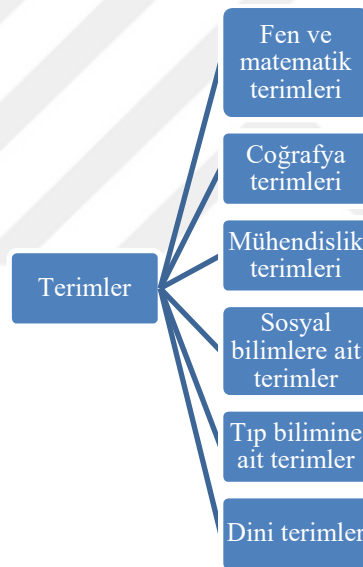 Fen ve
matematik
terimleri
Coğrafya
terimleri
Mühendislik
terimleri
Terimler
Sosyal
bilimlere ait
terimler
Tıp bilimine
ait terimler
Dini terimler